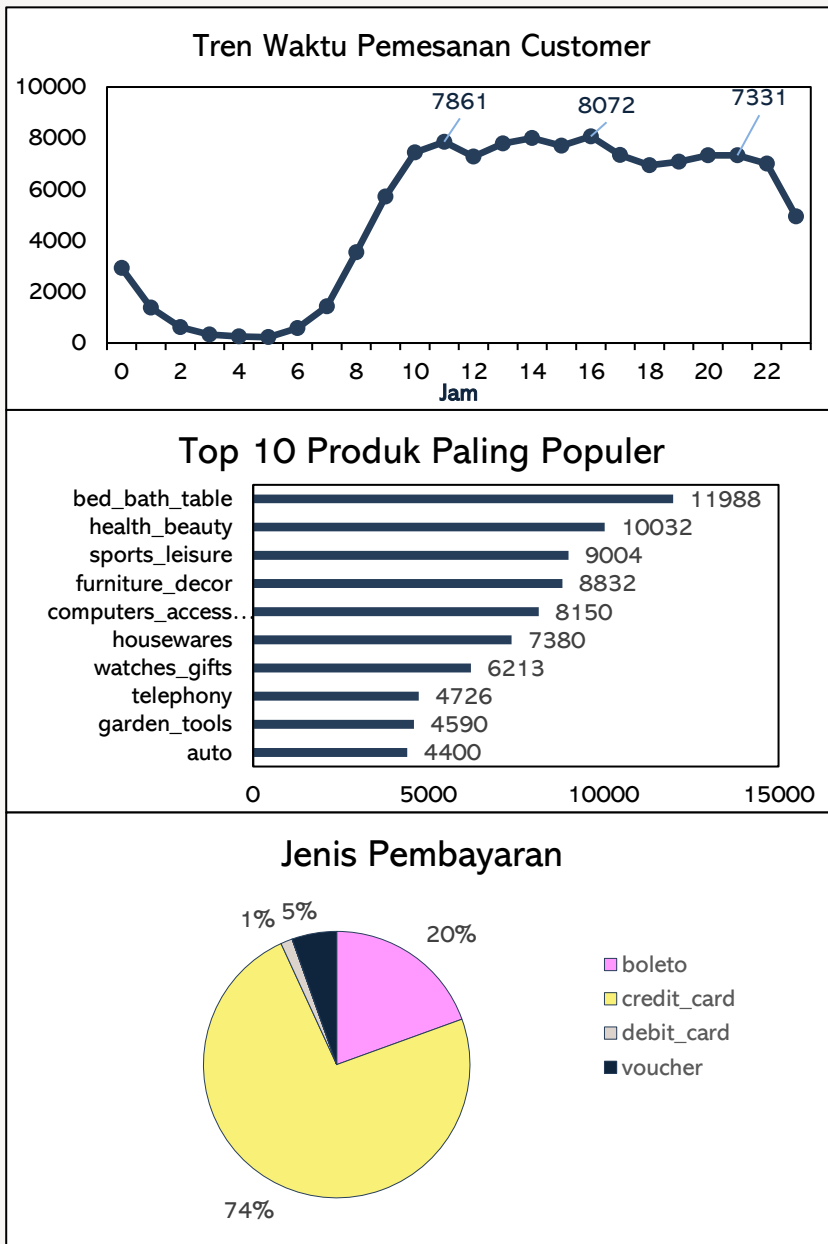 Tren Waktu Pemesanan Customer
10000
8000
6000
4000
2000
0
7861
8072
7331
0 2 4 6 8 10 12 14 16 18 20 22
Jam
Top 10 Produk Paling Populer
bed_bath_table 11988
health_beauty 10032
sports_leisure 9004
furniture_decor 8832
computers_access... 8150
housewares 7380
watches_gifts 6213
telephony 4726
garden_tools 4590
auto 4400
0 5000 10000 15000
Jenis Pembayaran
1% 5%
20%
boleto
credit_card
debit_card
voucher
74%